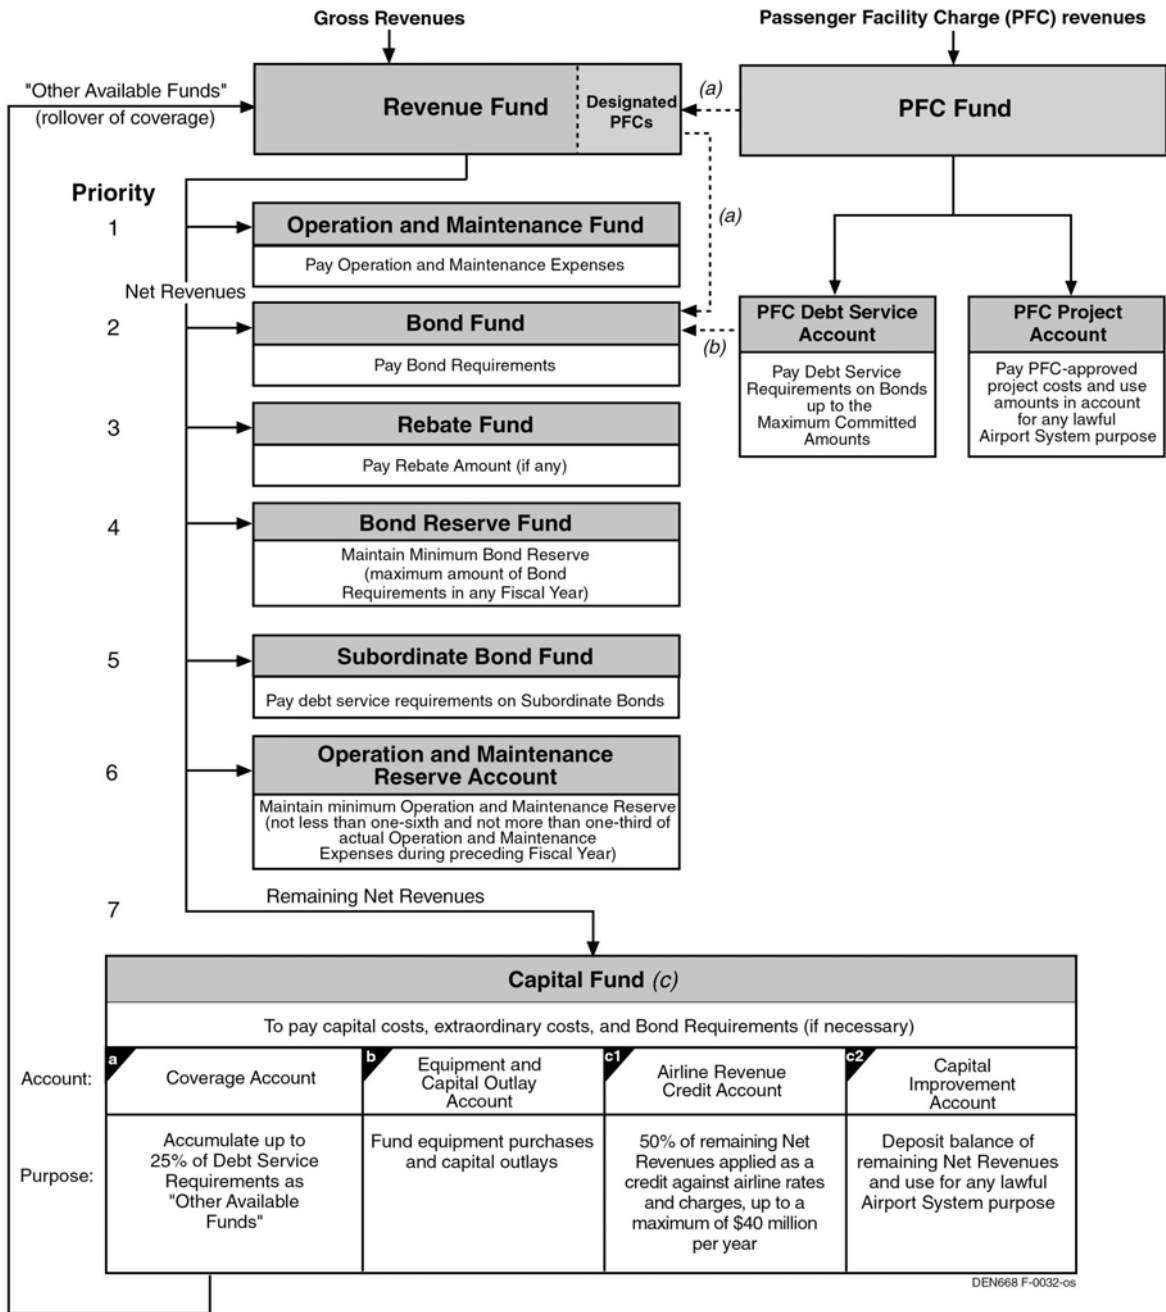 Gross Revenues
Passenger Facility Charge (PFC) revenues
"Other Available Funds"
(rollover of coverage)
Revenue Fund
Designated
PFCs
(a)
PFC Fund
Priority
1
Operation and Maintenance Fund
Pay Operation and Maintenance Expenses
(a)
Net Revenues
2
Bond Fund
Pay Bond Requirements
(b)
PFC Debt Service
Account
Pay Debt Service
Requirements on Bonds
up to the
Maximum Committed
Amounts
PFC Project
Account
Pay PFC-approved
project costs and use
amounts in account
for any lawful
Airport System purpose
3
Rebate Fund
Pay Rebate Amount (if any)
4
Bond Reserve Fund
Maintain Minimum Bond Reserve
(maximum amount of Bond
Requirements in any Fiscal Year)
5
Subordinate Bond Fund
Pay debt service requirements on Subordinate Bonds
6
Operation and Maintenance
Reserve Account
Maintain minimum Operation and Maintenance Reserve
(not less than one-sixth and not more than one-third of
actual Operation and Maintenance
Expenses during preceding Fiscal Year)
7
Remaining Net Revenues
Capital Fund (c)
To pay capital costs, extraordinary costs, and Bond Requirements (if necessary)
Account:
a
Coverage Account
b
Equipment and
Capital Outlay
Account
c1
Airline Revenue
Credit Account
c2
Capital
Improvement
Account
Purpose:
Accumulate up to
25% of Debt Service
Requirements as
"Other Available
Funds"
Fund equipment purchases
and capital outlays
50% of remaining Net
Revenues applied as a
credit against airline rates
and charges, up to a
maximum of $40 million
per year
Deposit balance of
remaining Net Revenues
and use for any lawful
Airport System purpose
DEN668 F-0032-os